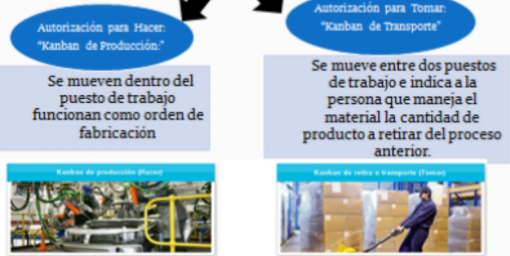 Autorización para Hacer:
"Kanban de Producción:"
Se mueven dentro del
puesto de trabajo
funcionan como orden de
fabricación
Kanban de producción (Hacer)
Autorización para Tomar:
"Kanban de Transporte"
Se mueve entre dos puestos
de trabajo e indica a la
persona que maneja el
material la cantidad de
producto a retirar del proceso
anterior.
Kanban de retiro o transporte (Tomar)